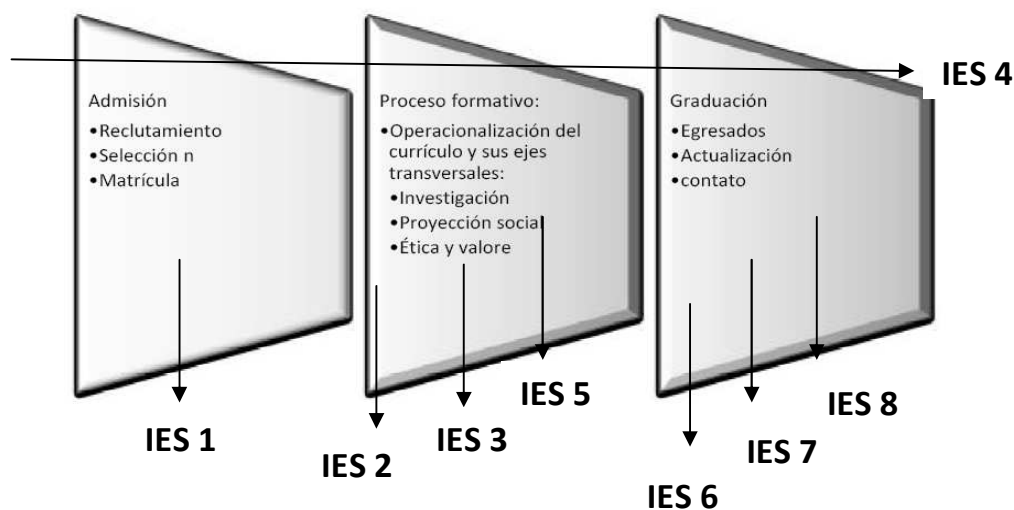 Admisión
•Reclutamiento
•Selección n
•Matrícula
Proceso formativo:
•Operacionalización del
currículo y sus ejes
transversales:
•Investigación
•Proyección social
•Ética y valore
Graduación
•Egresados
•Actualización
•contato
IES 4
IES 1
IES 2
IES 3
IES 5
IES 6
IES 7
IES 8